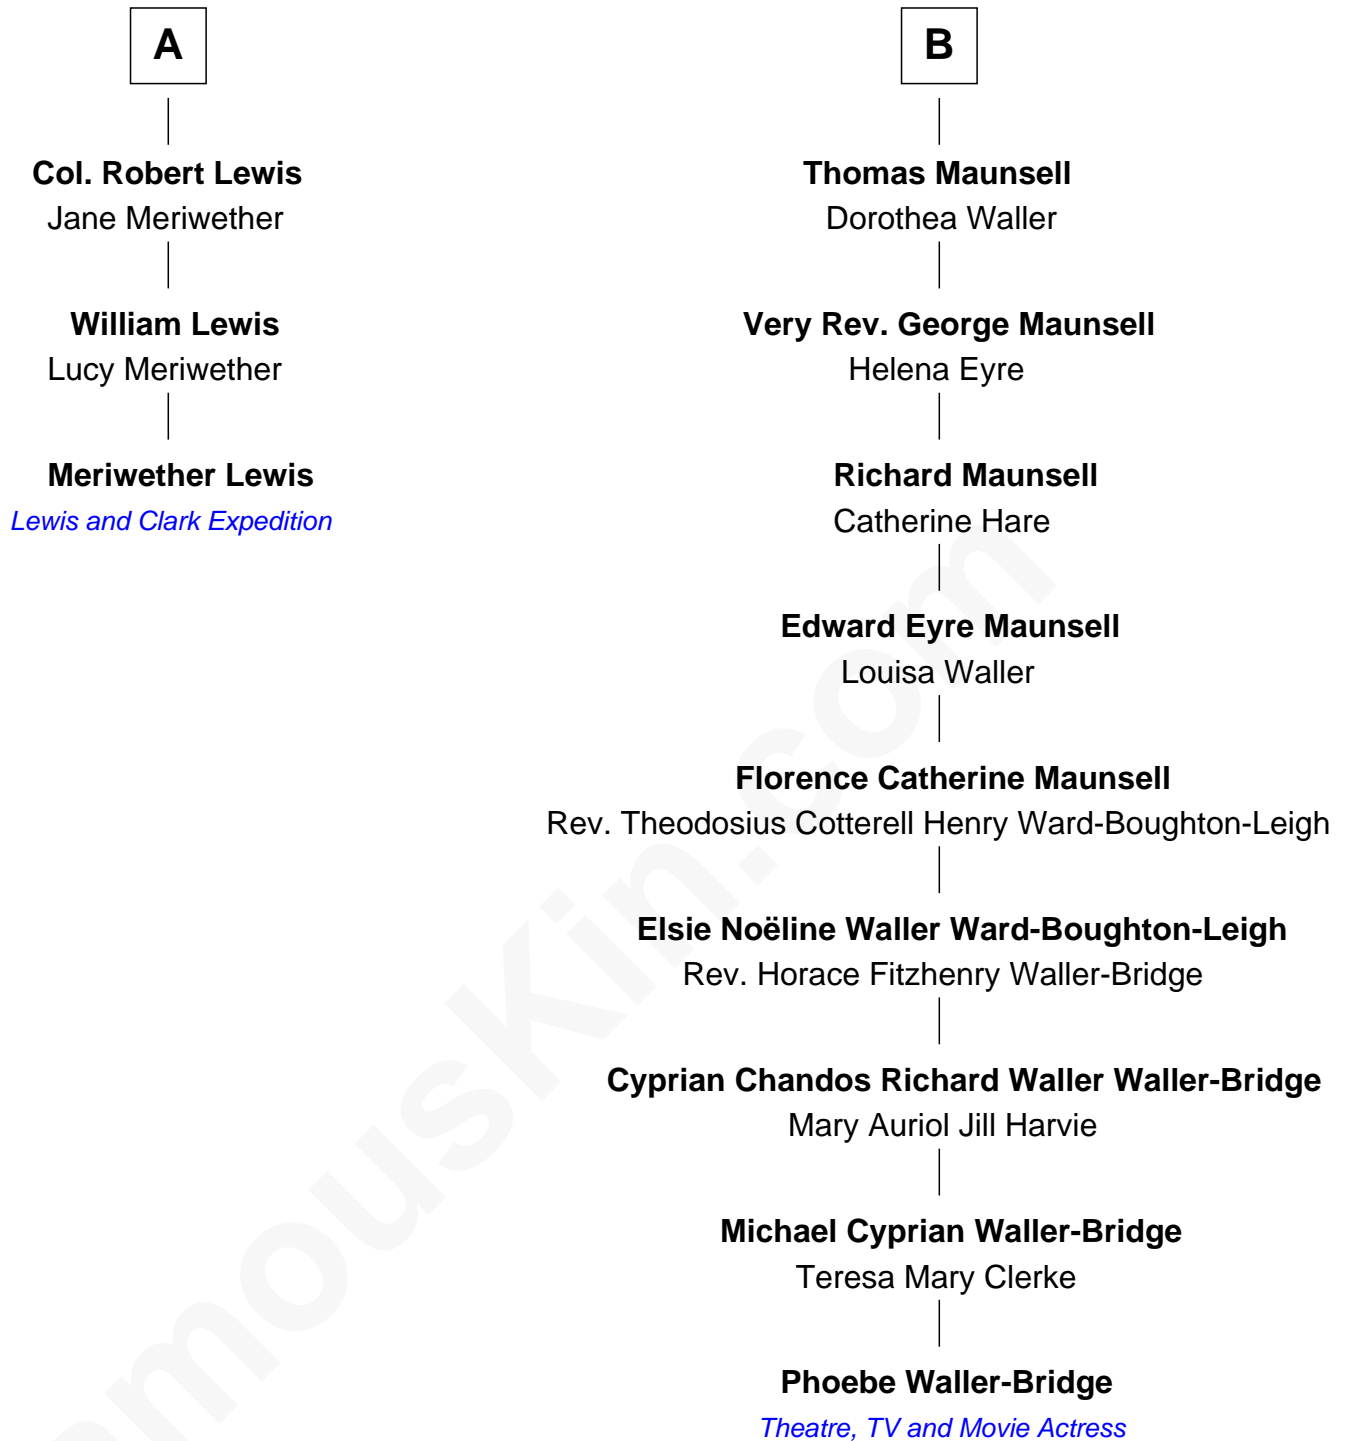 A
Col. Robert Lewis
Jane Meriwether
William Lewis
Lucy Meriwether
Meriwether Lewis
Lewis and Clark Expedition
B
Thomas Maunsell
Dorothea Waller
Very Rev. George Maunsell
Helena Eyre
Richard Maunsell
Catherine Hare
Edward Eyre Maunsell
Louisa Waller
Florence Catherine Maunsell
Rev. Theodosius Cotterell Henry Ward-Boughton-Leigh
Elsie Noëline Waller Ward-Boughton-Leigh
Rev. Horace Fitzhenry Waller-Bridge
Cyprian Chandos Richard Waller Waller-Bridge
Mary Auriol Jill Harvie
Michael Cyprian Waller-Bridge
Teresa Mary Clerke
Phoebe Waller-Bridge
Theatre, TV and Movie Actress
amouskin.com